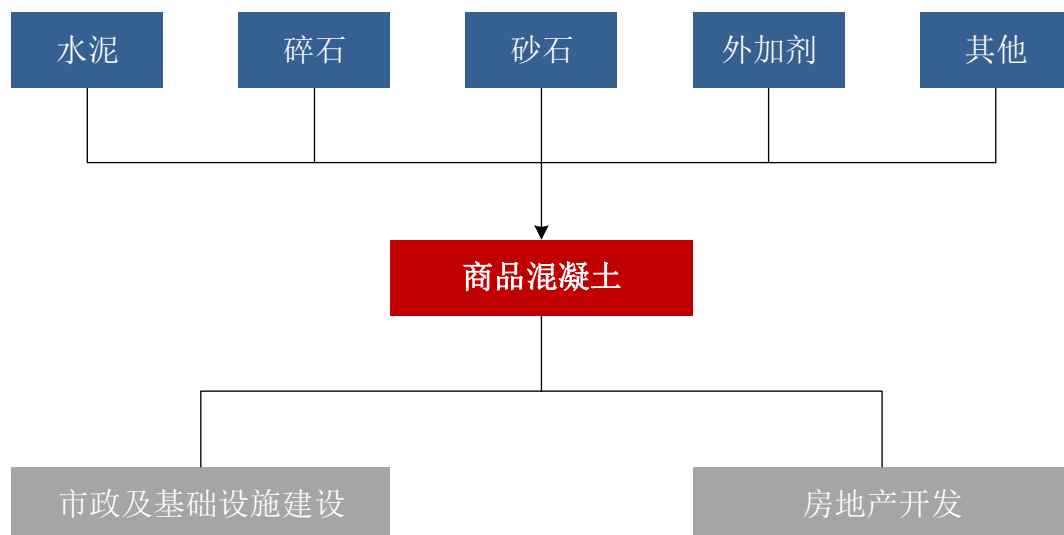 水泥
碎石
砂石
外加剂
其他
商品混凝土
市政及基础设施建设
房地产开发